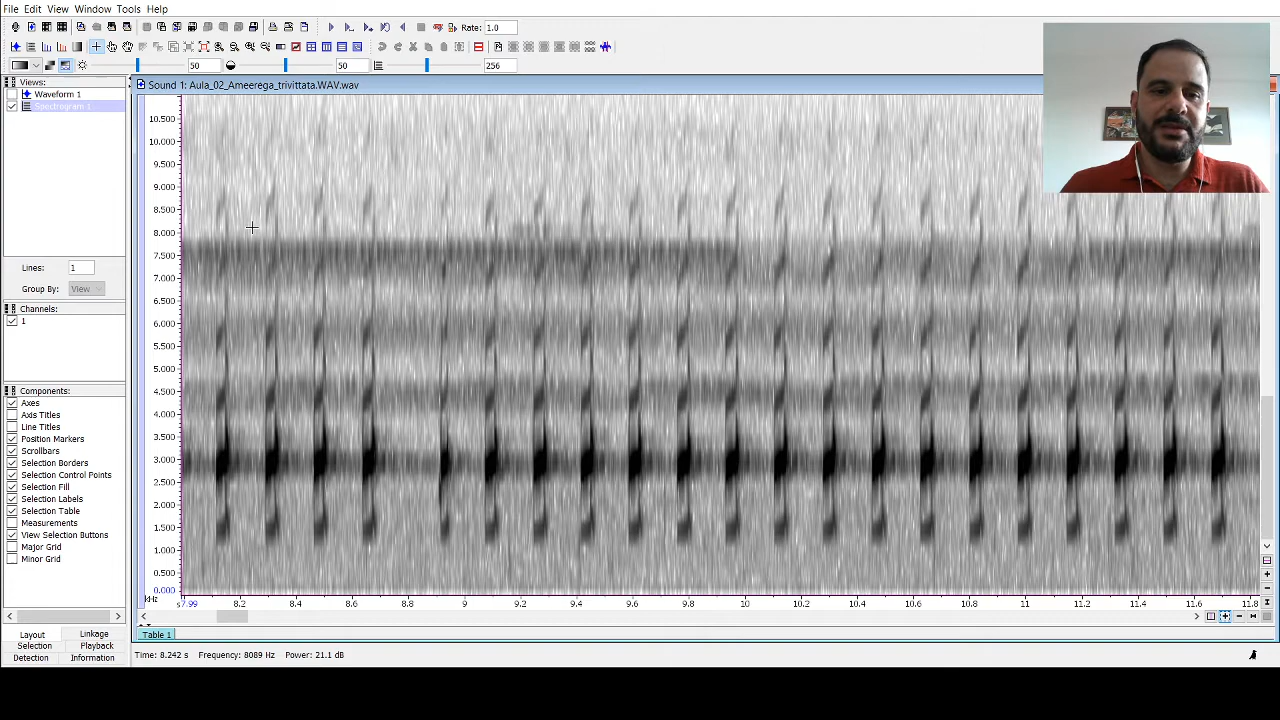 File Edit View Window Tools Help
Rate: 1.0
50 50 256
Views:
Waveform 1
Spectrogram 1
Lines: 1
Group By: View
Channels:
1
Components:
Axes
Axis Titles
Line Titles
Position Markers
Scrollbars
Selection Borders
Selection Control Points
Selection Fill
Selection Labels
Selection Table
Measurements
View Selection Buttons
Major Grid
Minor Grid
Layout Linkage
Selection Playback
Detection Information
Sound 1: Aula_02_Ameerega_trivittata.WAV.wav
10.500
10.000
9.500
9.000
8.500
8.000
7.500
7.000
6.500
6.000
5.500
5.000
4.500
4.000
3.500
3.000
2.500
2.000
1.500
1.000
0.500
0.000
kHz
s 7.99 8.2 8.4 8.6 8.8 9 9.2 9.4 9.6 9.8 10 10.2 10.4 10.6 10.8 11 11.2 11.4 11.6 11.8
Table 1
Time: 8.242 s Frequency: 8089 Hz Power: 21.1 dB